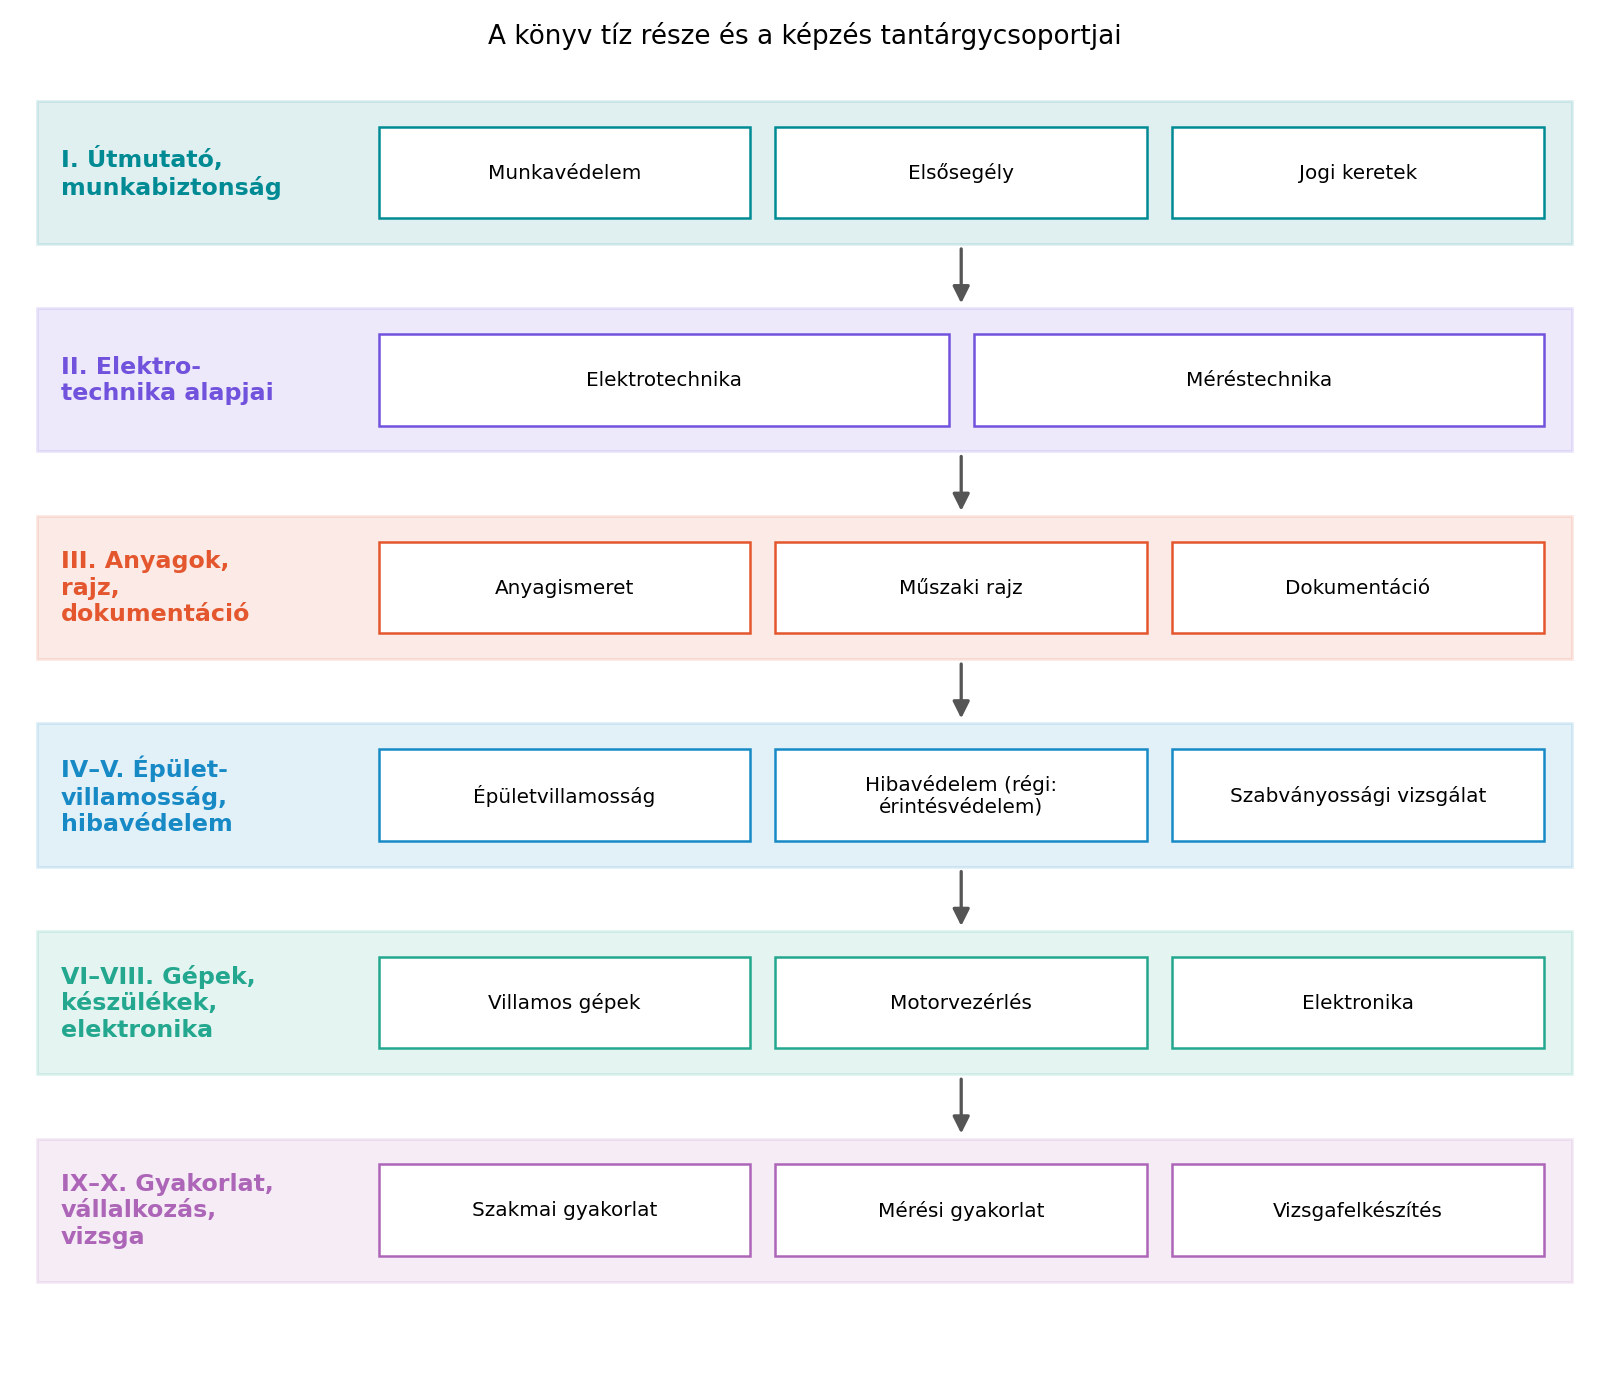 A könyv tíz része és a képzés tantárgycsoportjai
I. Útmutató,
munkabiztonság
Munkavédelem
Elsősegély
Jogi keretek
II. Elektro-
technika alapjai
Elektrotechnika
Méréstechnika
III. Anyagok,
rajz,
dokumentáció
Anyagismeret
Műszaki rajz
Dokumentáció
IV–V. Épület-
villamosság,
hibavédelem
Épületvillamosság
Hibavédelem (régi:
érintésvédelem)
Szabványossági vizsgálat
VI–VIII. Gépek,
készülékek,
elektronika
Villamos gépek
Motorvezérlés
Elektronika
IX–X. Gyakorlat,
vállalkozás,
vizsga
Szakmai gyakorlat
Mérési gyakorlat
Vizsgafelkészítés